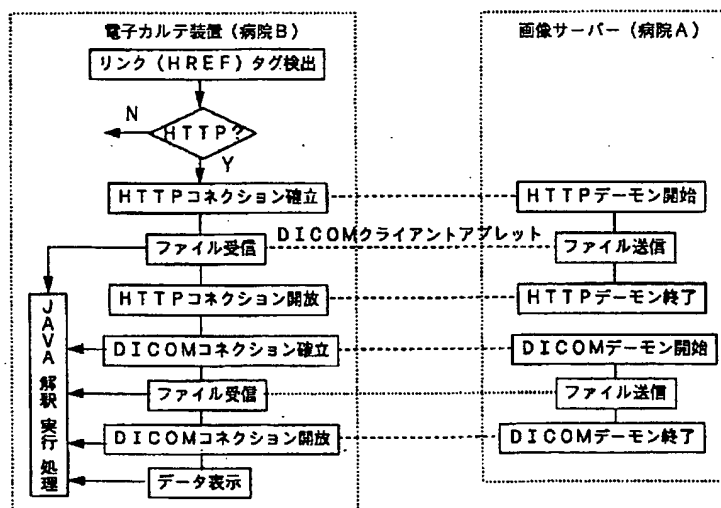 電子カルテ装置（病院Ｂ）
リンク（ＨＲＥＦ）タグ検出
Ｎ
ＨＴＴＰ？
Ｙ
ＨＴＴＰコネクション確立
ファイル受信
ＨＴＴＰコネクション開放
ＤＩＣＯＭコネクション確立
ファイル受信
ＤＩＣＯＭコネクション開放
データ表示
ＪＡＶＡ解釈実行処理
ＤＩＣＯＭクライアントアプレット
画像サーバー（病院Ａ）
ＨＴＴＰデーモン開始
ファイル送信
ＨＴＴＰデーモン終了
ＤＩＣＯＭデーモン開始
ファイル送信
ＤＩＣＯＭデーモン終了